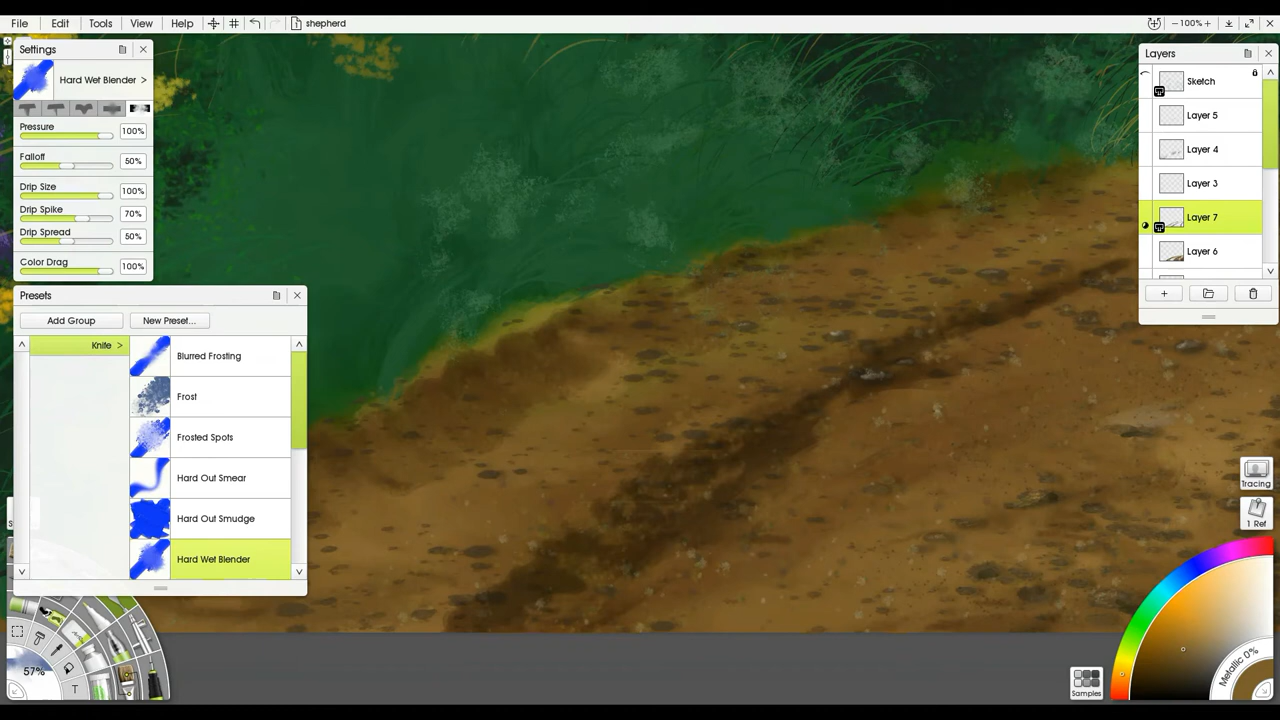 File Edit Tools View Help shepherd −100%+
Settings
Hard Wet Blender >
Pressure 100%
Falloff 50%
Drip Size 100%
Drip Spike 70%
Drip Spread 50%
Color Drag 100%
Presets
Add Group New Preset...
Knife >
Blurred Frosting
Frost
Frosted Spots
Hard Out Smear
Hard Out Smudge
Hard Wet Blender
57%
T
Layers
Sketch
Layer 5
Layer 4
Layer 3
Layer 7
Layer 6
Tracing
1 Ref
Samples
Metallic 0%